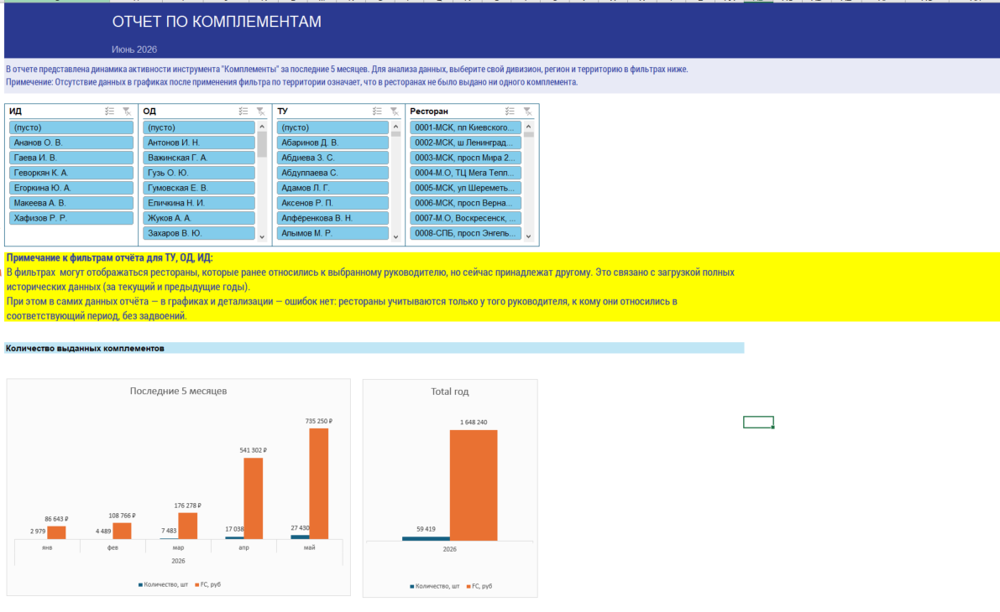 ОТЧЕТ ПО КОМПЛЕМЕНТАМ
Июнь 2026
В отчете представлена динамика активности инструмента "Комплементы" за последние 5 месяцев. Для анализа данных, выберите свой дивизион, регион и территорию в фильтрах ниже.
Примечение: Отсутствие данных в графиках после применения фильтра по территории означает, что в ресторанах не было выдано ни одного комплемента.
ИД
(пусто)
Ананов О. В.
Гаева И. В.
Геворкян К. А.
Егоркина Ю. А.
Макеева А. В.
Хафизов Р. Р.
ОД
(пусто)
Антонов И. Н.
Важинская Г. А.
Гузь О. Ю.
Гумовская Е. В.
Еличкина Н. И.
Жуков А. А.
Захаров В. Ю.
ТУ
(пусто)
Абаринов Д. В.
Абдиева З. С.
Абдуллаева С.
Адамов Л. Г.
Аксенов Р. П.
Алфёренкова В. Н.
Алымов М. Р.
Ресторан
0001-МСК, пл Киевского...
0002-МСК, ш Ленинград...
0003-МСК, просп Мира 2...
0004-М.О, ТЦ Мега Тепл...
0005-МСК, ул Шереметь...
0006-МСК, просп Верна...
0007-М.О, Воскресенск, ...
0008-СПБ, просп Энгель...
Примечание к фильтрам отчёта для ТУ, ОД, ИД:
В фильтрах могут отображаться рестораны, которые ранее относились к выбранному руководителю, но сейчас принадлежат другому. Это связано с загрузкой полных
исторических данных (за текущий и предыдущие годы).
При этом в самих данных отчёта — в графиках и детализации — ошибок нет: рестораны учитываются только у того руководителя, к кому они относились в
соответствующий период, без задвоений.
Количество выданных комплементов
Последние 5 месяцев
735 250 ₽
541 302 ₽
176 278 ₽
108 766 ₽
86 643 ₽
2 979
4 489
7 483
17 038
27 430
янв
фев
мар
апр
май
2026
Количество, шт
FC, руб
Total год
1 648 240
59 419
2026
Количество, шт
FC, руб